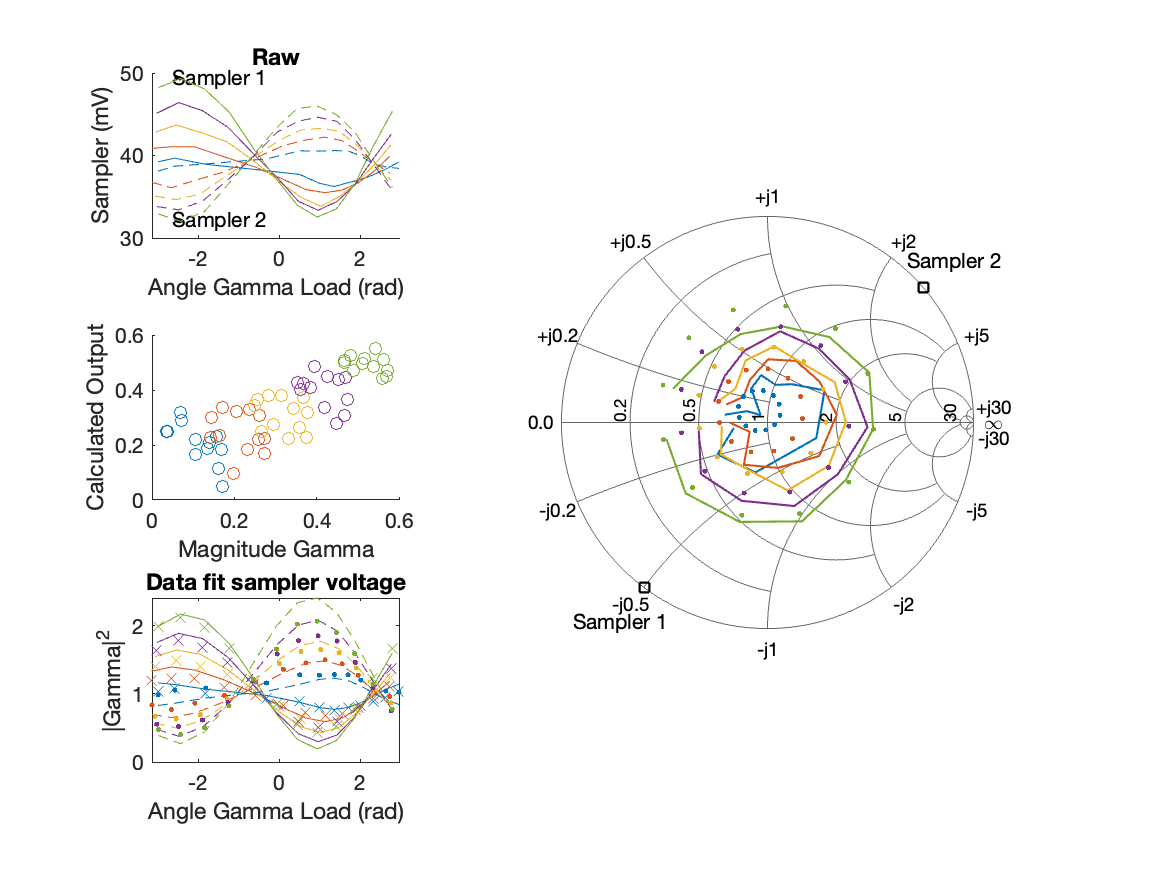 Raw
Sampler 1
50
40
30
Sampler (mV)
Sampler 2
-2
0
2
Angle Gamma Load (rad)
0.6
0.4
0.2
0
Calculated Output
0
0.2
0.4
0.6
Magnitude Gamma
Data fit sampler voltage
2
1
0
|Gamma|²
-2
0
2
Angle Gamma Load (rad)
+j1
+j0.5
+j2
Sampler 2
+j0.2
+j5
0.0
0.2
0.5
1
2
5
30
+j30
∞
-j30
-j0.2
-j5
-j0.5
-j2
Sampler 1
-j1